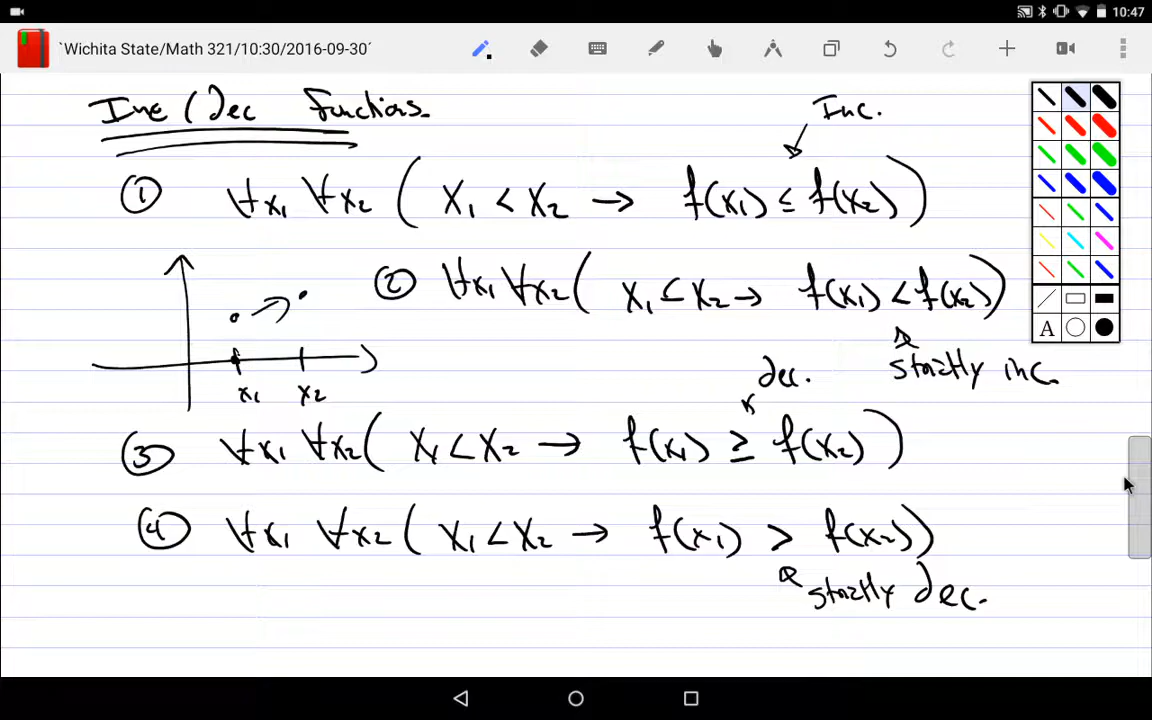 10:47
`Wichita State/Math 321/10:30/2016-09-30´
Inc/Dec Functions.
Inc.
① ∀x₁ ∀x₂ ( x₁ < x₂ → f(x₁) ≤ f(x₂) )
② ∀x₁ ∀x₂ ( x₁ < x₂ → f(x₁) < f(x₂) )
strictly inc.
x₁ x₂
dec.
③ ∀x₁ ∀x₂ ( x₁ < x₂ → f(x₁) ≥ f(x₂) )
④ ∀x₁ ∀x₂ ( x₁ < x₂ → f(x₁) > f(x₂) )
strictly dec.
A